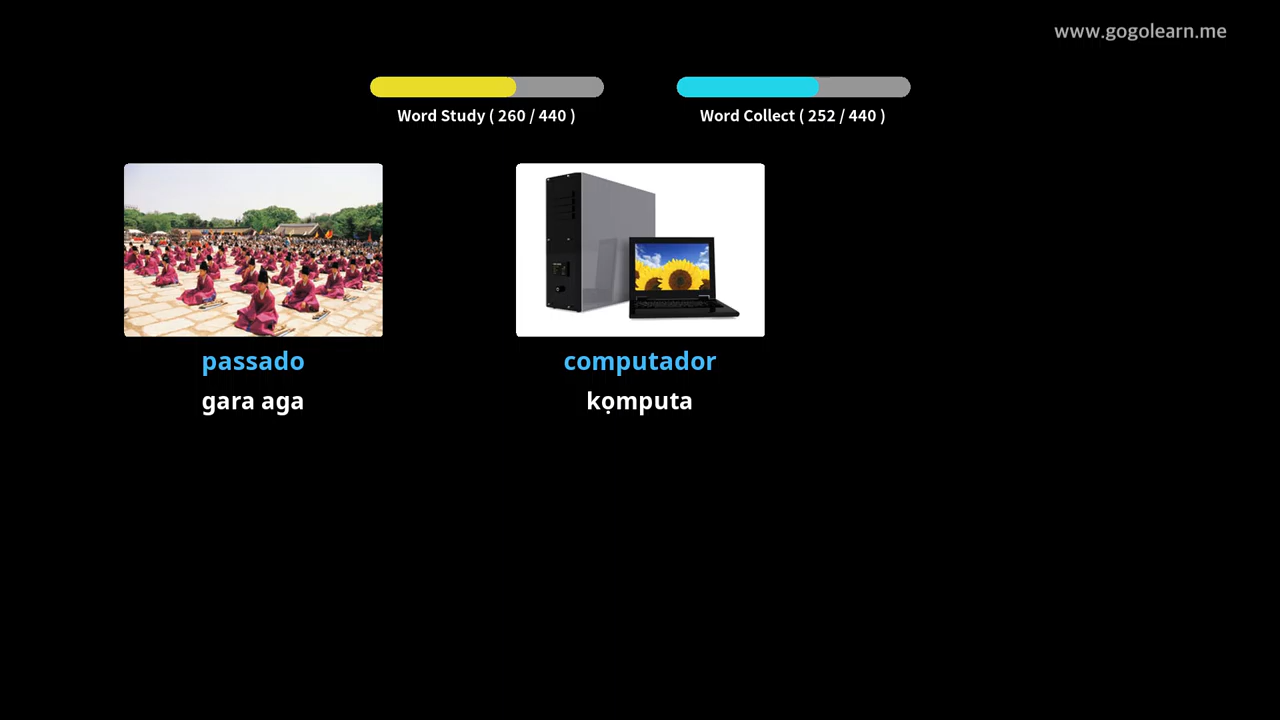 www.gogolearn.me
Word Study ( 260 / 440 )
Word Collect ( 252 / 440 )
passado
computador
gara aga
kọmputa